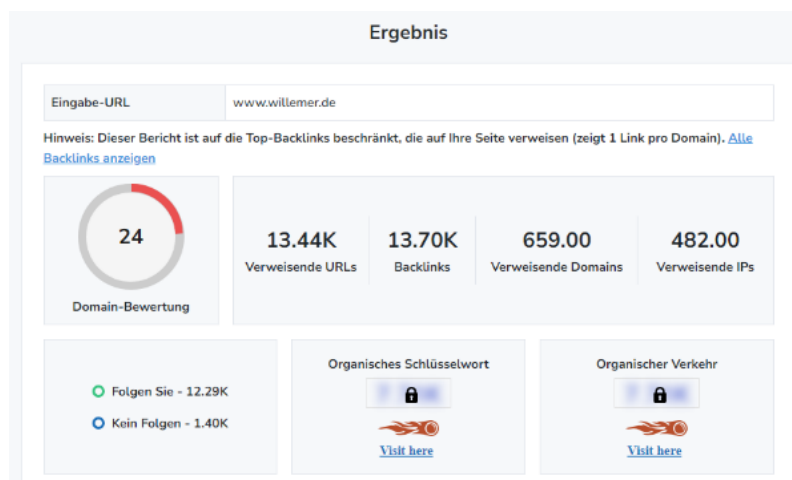 Ergebnis
Eingabe-URL www.willemer.de
Hinweis: Dieser Bericht ist auf die Top-Backlinks beschränkt, die auf Ihre Seite verweisen (zeigt 1 Link pro Domain). Alle
Backlinks anzeigen
24
Domain-Bewertung
13.44K 13.70K 659.00 482.00
Verweisende URLs Backlinks Verweisende Domains Verweisende IPs
Folgen Sie - 12.29K
Kein Folgen - 1.40K
Organisches Schlüsselwort
Visit here
Organischer Verkehr
Visit here